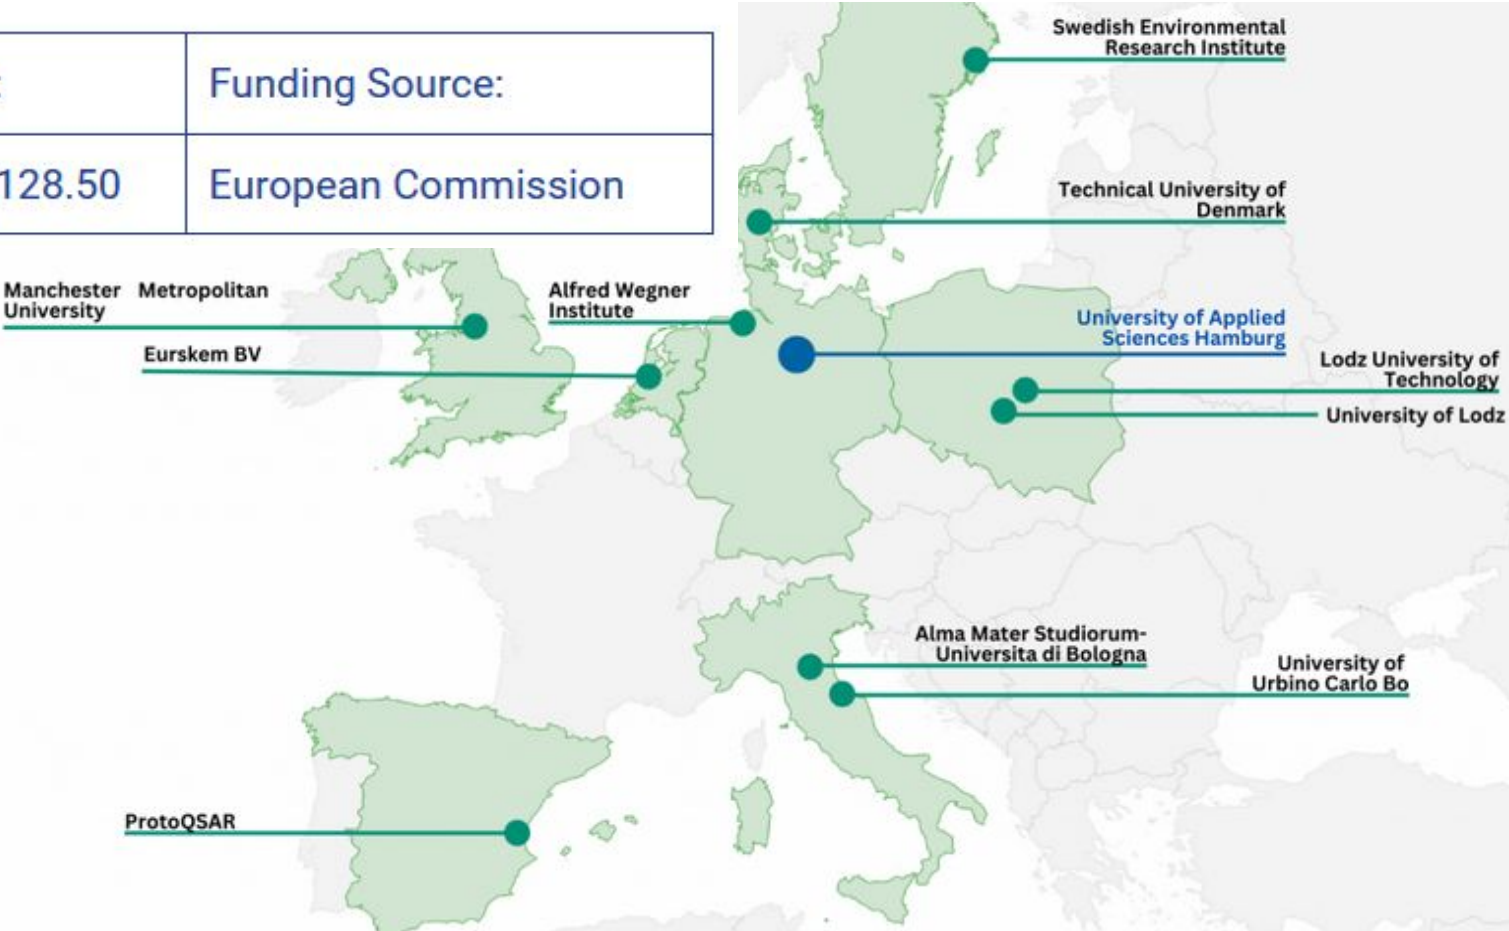 :
Funding Source:
128.50
European Commission
Swedish Environmental
Research Institute
Technical University of
Denmark
Manchester Metropolitan
University
Alfred Wegner
Institute
Eurskem BV
University of Applied
Sciences Hamburg
Lodz University of
Technology
University of Lodz
Alma Mater Studiorum-
Universita di Bologna
University of
Urbino Carlo Bo
ProtoQSAR